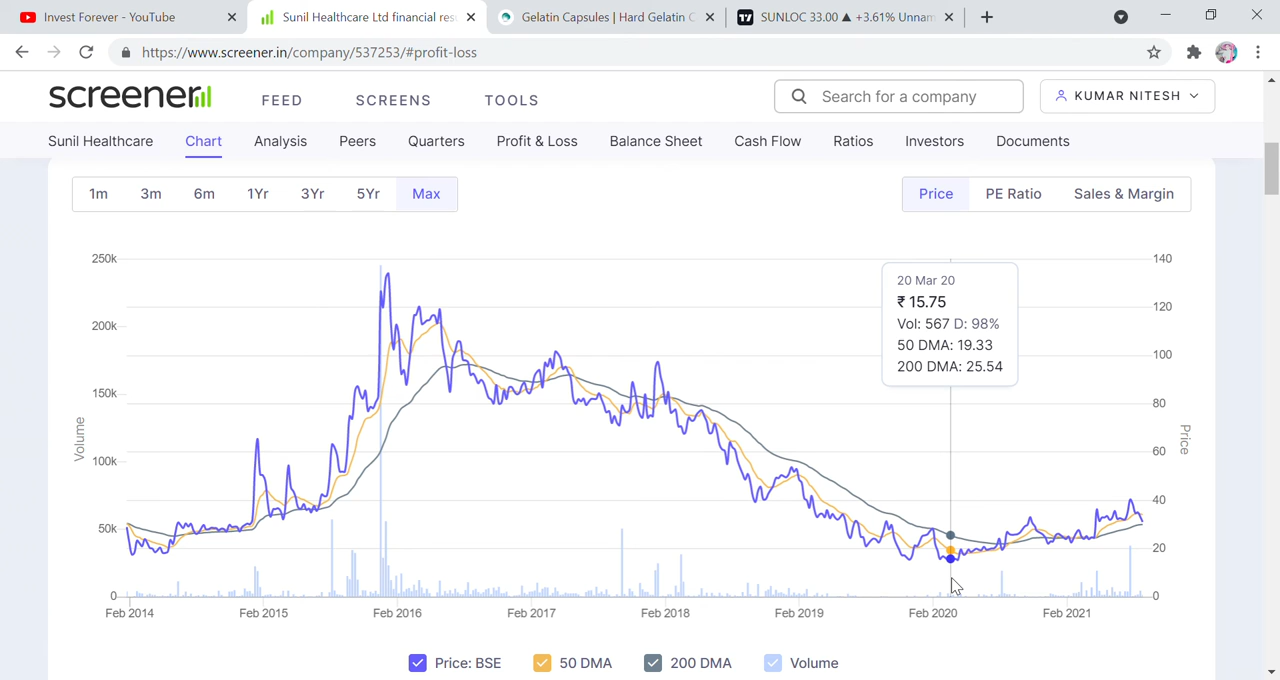 Invest Forever - YouTube
Sunil Healthcare Ltd financial res
Gelatin Capsules | Hard Gelatin C
SUNLOC 33.00 ▲ +3.61% Unnam
https://www.screener.in/company/537253/#profit-loss
screener
FEED
SCREENS
TOOLS
Search for a company
KUMAR NITESH
Sunil Healthcare
Chart
Analysis
Peers
Quarters
Profit & Loss
Balance Sheet
Cash Flow
Ratios
Investors
Documents
1m
3m
6m
1Yr
3Yr
5Yr
Max
Price
PE Ratio
Sales & Margin
250k
200k
150k
100k
50k
0
Volume
140
120
100
80
60
40
20
0
Price
20 Mar 20
₹ 15.75
Vol: 567 D: 98%
50 DMA: 19.33
200 DMA: 25.54
Feb 2014
Feb 2015
Feb 2016
Feb 2017
Feb 2018
Feb 2019
Feb 2020
Feb 2021
Price: BSE
50 DMA
200 DMA
Volume